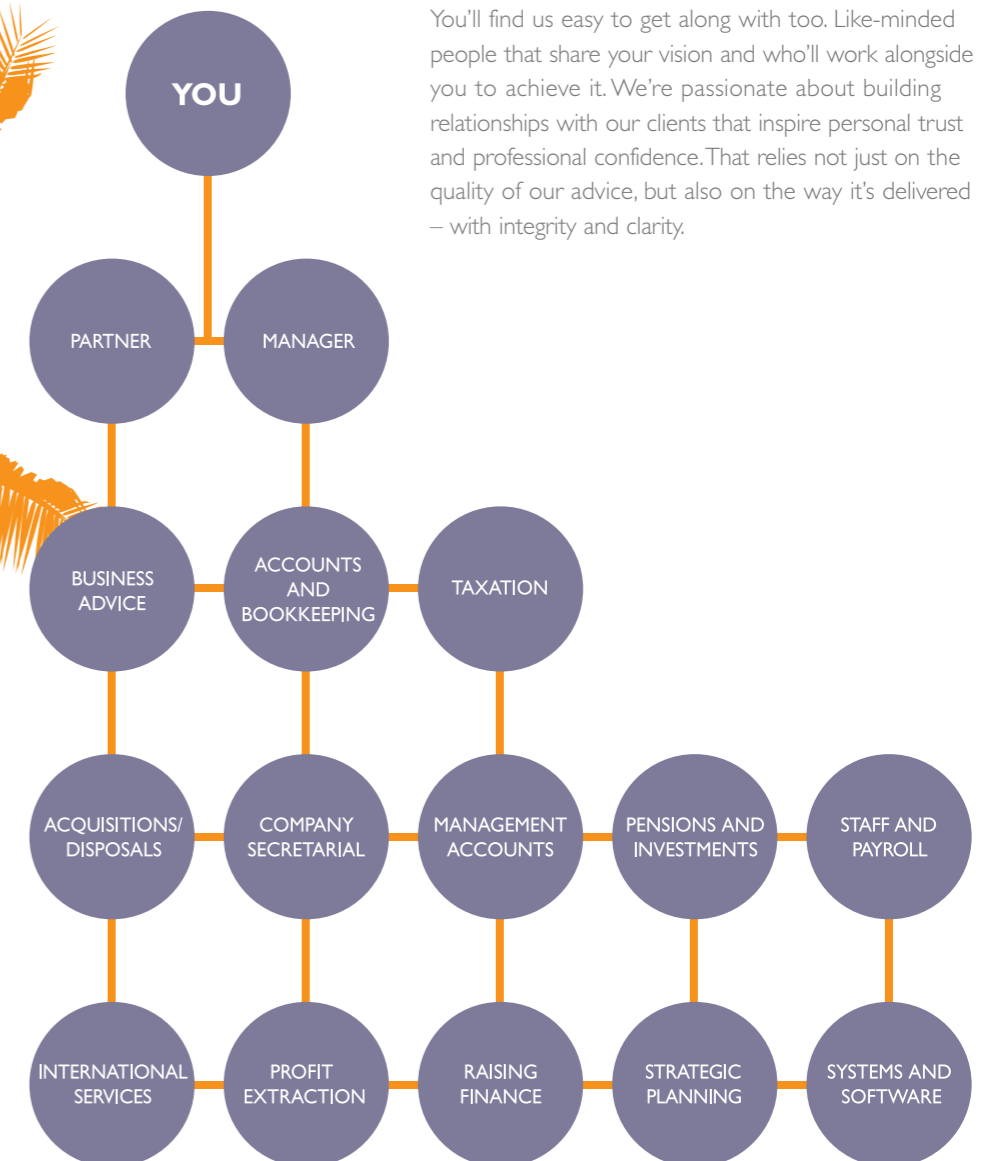 You'll find us easy to get along with too. Like-minded
people that share your vision and who'll work alongside
you to achieve it. We're passionate about building
relationships with our clients that inspire personal trust
and professional confidence. That relies not just on the
quality of our advice, but also on the way it's delivered
– with integrity and clarity.
YOU
PARTNER
MANAGER
BUSINESS
ADVICE
ACCOUNTS
AND
BOOKKEEPING
TAXATION
ACQUISITIONS/
DISPOSALS
COMPANY
SECRETARIAL
MANAGEMENT
ACCOUNTS
PENSIONS AND
INVESTMENTS
STAFF AND
PAYROLL
INTERNATIONAL
SERVICES
PROFIT
EXTRACTION
RAISING
FINANCE
STRATEGIC
PLANNING
SYSTEMS AND
SOFTWARE